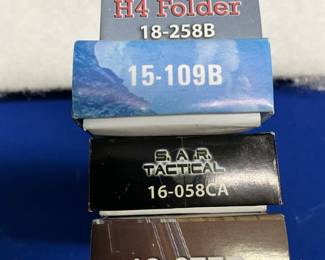 H4 Folder
18-258B
15-109B
S.A.R.
TACTICAL
16-058CA